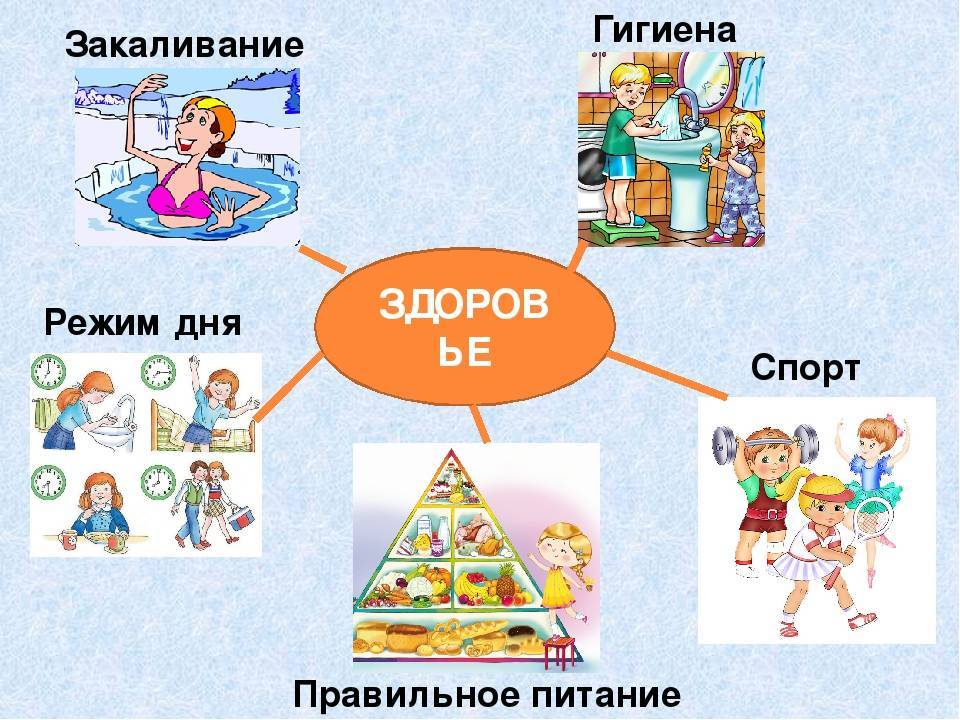 Закаливание
Гигиена
ЗДОРОВ
ЬЕ
Режим дня
Спорт
Правильное питание